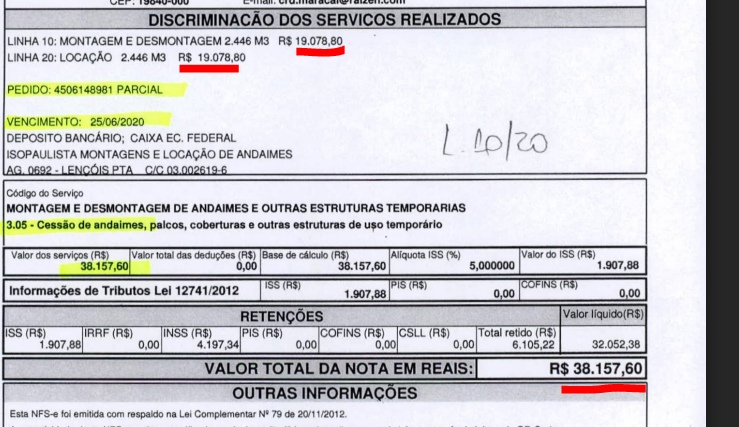 CEP: 19840-000 E-mail: crd.maracai@raizen.com
DISCRIMINAÇÃO DOS SERVICOS REALIZADOS
LINHA 10: MONTAGEM E DESMONTAGEM 2.446 M3 R$ 19.078,80
LINHA 20: LOCAÇÃO 2.446 M3 R$ 19.078,80
PEDIDO: 4506148981 PARCIAL
VENCIMENTO: 25/06/2020
DEPOSITO BANCÁRIO; CAIXA EC. FEDERAL
ISOPAULISTA MONTAGENS E LOCAÇÃO DE ANDAIMES
AG. 0692 - LENÇÓIS PTA C/C 03.002619-6
L.10/20
Código do Serviço
MONTAGEM E DESMONTAGEM DE ANDAIMES E OUTRAS ESTRUTURAS TEMPORARIAS
3.05 - Cessão de andaimes, palcos, coberturas e outras estruturas de uso temporário
Valor dos serviços (R$) Valor total das deduções (R$) Base de cálculo (R$) Alíquota ISS (%) Valor do ISS (R$)
38.157,60 0,00 38.157,60 5,000000 1.907,88
Informações de Tributos Lei 12741/2012 ISS (R$) PIS (R$) COFINS (R$)
1.907,88 0,00 0,00
RETENÇÕES Valor líquido(R$)
ISS (R$) IRRF (R$) INSS (R$) PIS (R$) COFINS (R$) CSLL (R$) Total retido (R$)
1.907,88 0,00 4.197,34 0,00 0,00 0,00 6.105,22 32.052,38
VALOR TOTAL DA NOTA EM REAIS: R$ 38.157,60
OUTRAS INFORMAÇÕES
Esta NFS-e foi emitida com respaldo na Lei Complementar Nº 79 de 20/11/2012.